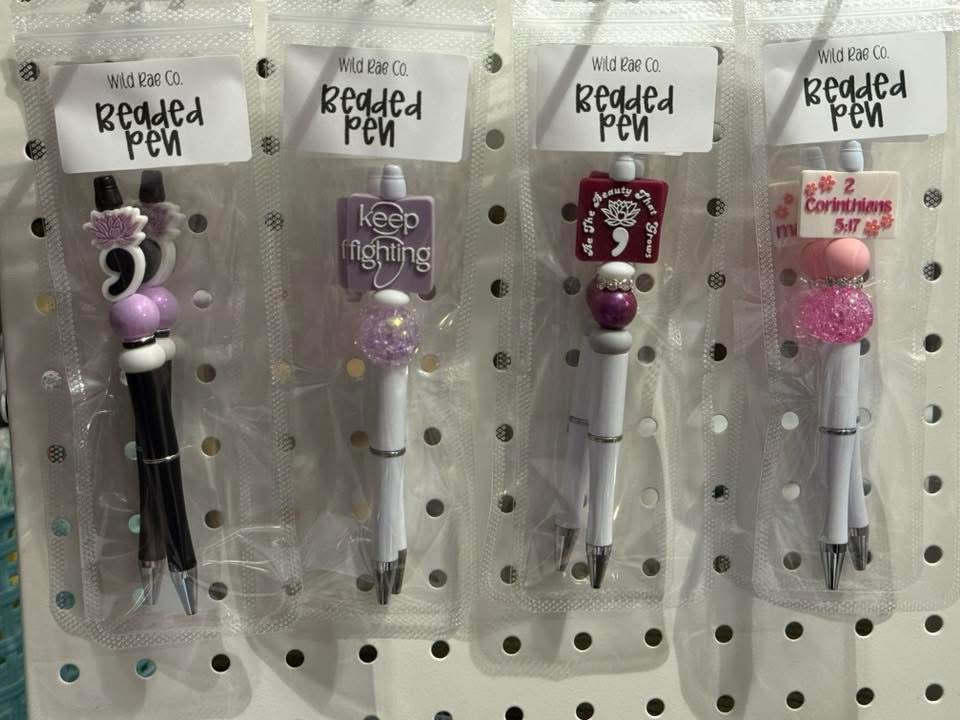 Wild Rae Co.
Beaded
Pen
Wild Rae Co.
Beaded
Pen
keep
ffighting
Wild Rae Co.
Beaded
Pen
Be The Beauty That Grows
Wild Rae Co.
Beaded
Pen
2
Corinthians
5:17